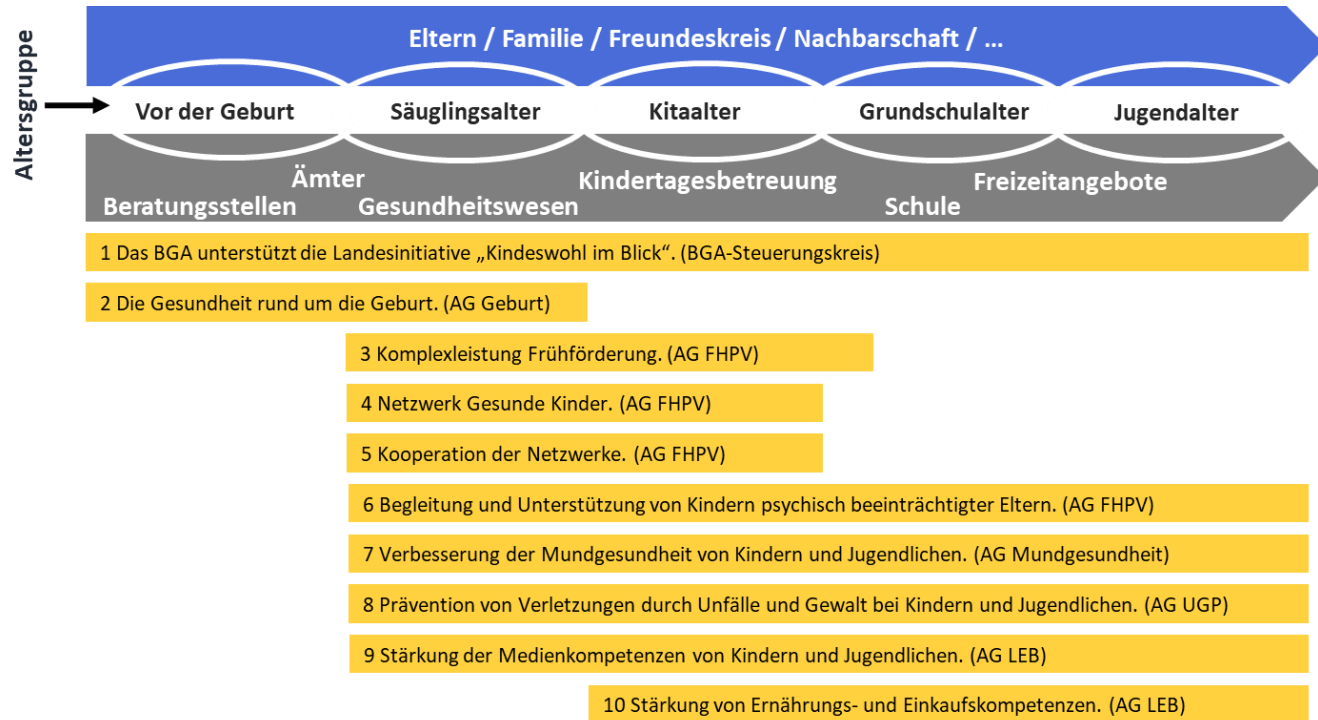 Eltern / Familie / Freundeskreis / Nachbarschaft / ...
Altersgruppe
Vor der Geburt
Säuglingsalter
Kitaalter
Grundschulalter
Jugendalter
Ämter
Kindertagesbetreuung
Freizeitangebote
Beratungsstellen
Gesundheitswesen
Schule
1 Das BGA unterstützt die Landesinitiative „Kindeswohl im Blick“. (BGA-Steuerungskreis)
2 Die Gesundheit rund um die Geburt. (AG Geburt)
3 Komplexleistung Frühförderung. (AG FHPV)
4 Netzwerk Gesunde Kinder. (AG FHPV)
5 Kooperation der Netzwerke. (AG FHPV)
6 Begleitung und Unterstützung von Kindern psychisch beeinträchtigter Eltern. (AG FHPV)
7 Verbesserung der Mundgesundheit von Kindern und Jugendlichen. (AG Mundgesundheit)
8 Prävention von Verletzungen durch Unfälle und Gewalt bei Kindern und Jugendlichen. (AG UGP)
9 Stärkung der Medienkompetenzen von Kindern und Jugendlichen. (AG LEB)
10 Stärkung von Ernährungs- und Einkaufskompetenzen. (AG LEB)